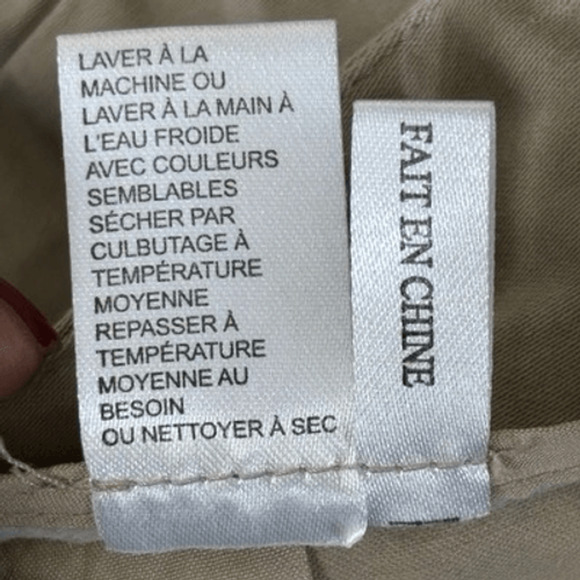 LAVER À LA
MACHINE OU
LAVER À LA MAIN À
L'EAU FROIDE
AVEC COULEURS
SEMBLABLES
SÉCHER PAR
CULBUTAGE À
TEMPÉRATURE
MOYENNE
REPASSER À
TEMPÉRATURE
MOYENNE AU
BESOIN
OU NETTOYER À SEC
FAIT EN CHINE